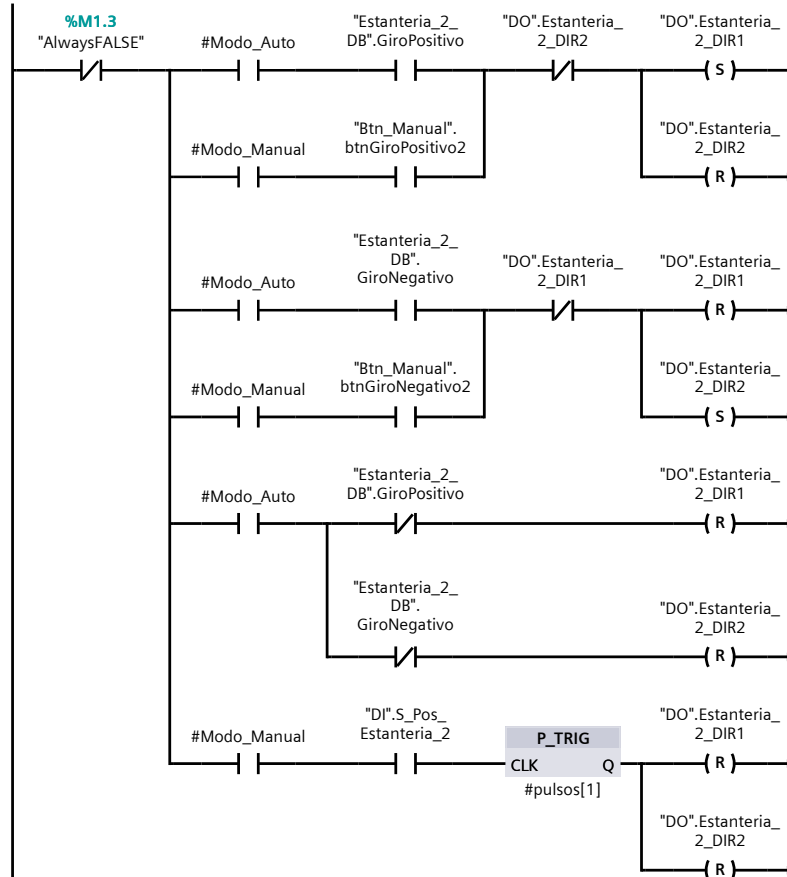 %M1.3
"AlwaysFALSE"
#Modo_Auto
"Estanteria_2_
DB".GiroPositivo
"DO".Estanteria_
2_DIR2
"DO".Estanteria_
2_DIR1
S
#Modo_Manual
"Btn_Manual".
btnGiroPositivo2
"DO".Estanteria_
2_DIR2
R
#Modo_Auto
"Estanteria_2_
DB".
GiroNegativo
"DO".Estanteria_
2_DIR1
"DO".Estanteria_
2_DIR1
R
#Modo_Manual
"Btn_Manual".
btnGiroNegativo2
"DO".Estanteria_
2_DIR2
S
#Modo_Auto
"Estanteria_2_
DB".GiroPositivo
"DO".Estanteria_
2_DIR1
R
"Estanteria_2_
DB".
GiroNegativo
"DO".Estanteria_
2_DIR2
R
#Modo_Manual
"DI".S_Pos_
Estanteria_2
P_TRIG
CLK Q
#pulsos[1]
"DO".Estanteria_
2_DIR1
R
"DO".Estanteria_
2_DIR2
R